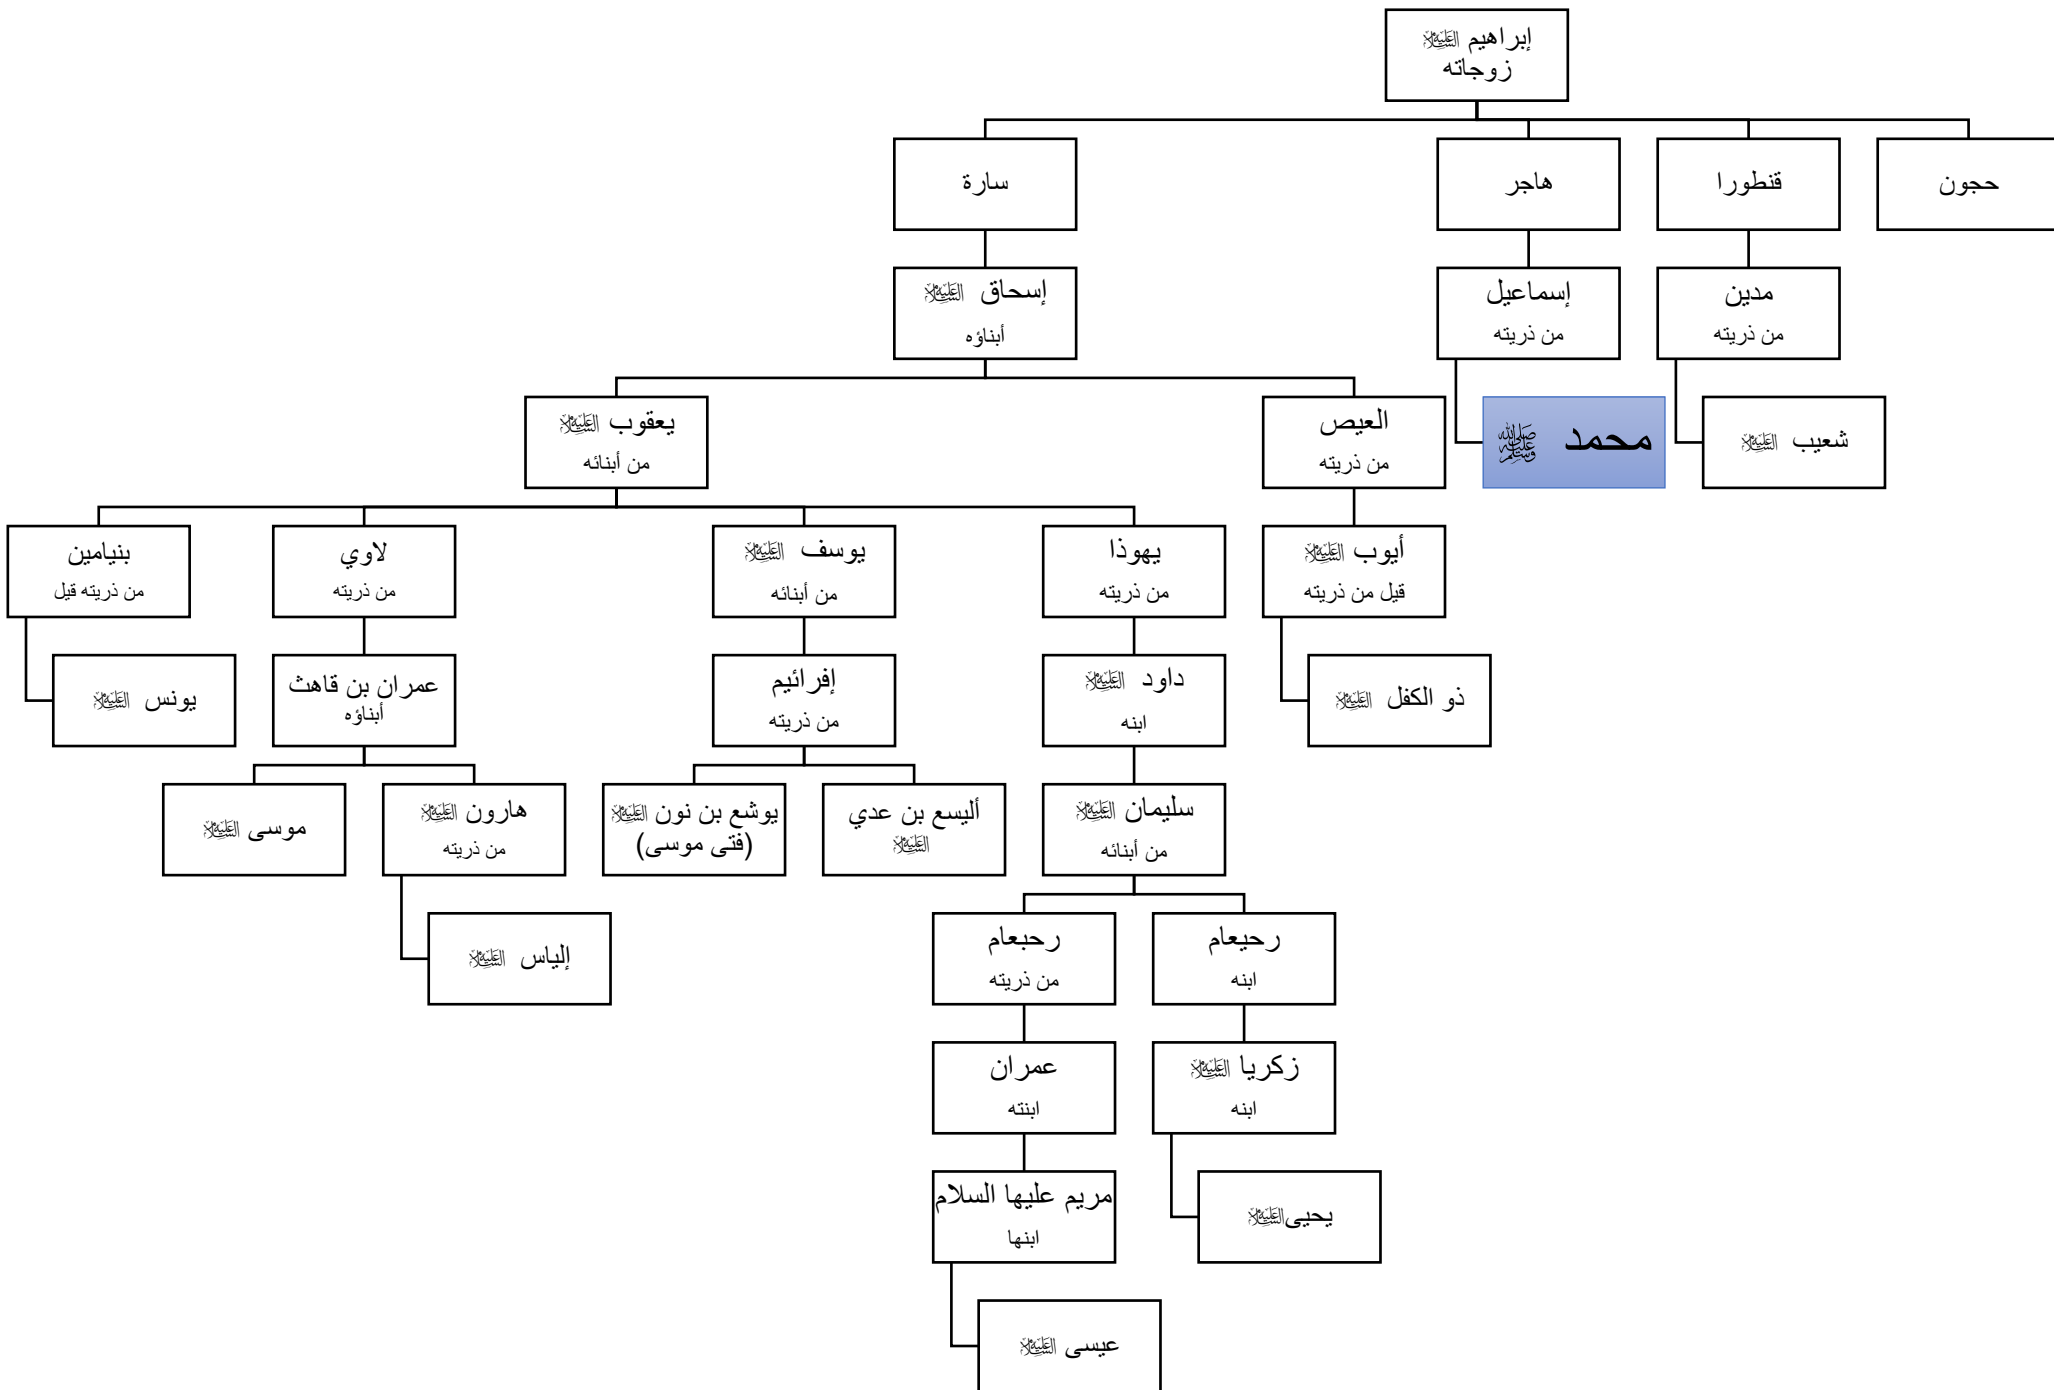 إبراهيم عليه السلام
زوجاته
حجون
قنطورا
هاجر
سارة
مدين
من ذريته
إسماعيل
من ذريته
إسحاق عليه السلام
أبناؤه
شعيب عليه السلام
محمد ﷺ
العيص
من ذريته
يعقوب عليه السلام
من أبنائه
أيوب عليه السلام
قيل من ذريته
يهوذا
من ذريته
يوسف عليه السلام
من أبنائه
لاوي
من ذريته
بنيامين
من ذريته قيل
ذو الكفل عليه السلام
داود عليه السلام
ابنه
إفرائيم
من ذريته
عمران بن قاهث
أبناؤه
يونس عليه السلام
سليمان عليه السلام
من أبنائه
أليسع بن عدي
عليه السلام
يوشع بن نون عليه السلام
(فتى موسى)
هارون عليه السلام
من ذريته
موسى عليه السلام
رحيعام
ابنه
رحبعام
من ذريته
إلياس عليه السلام
زكريا عليه السلام
ابنه
عمران
ابنته
يحيى عليه السلام
مريم عليها السلام
ابنها
عيسى عليه السلام